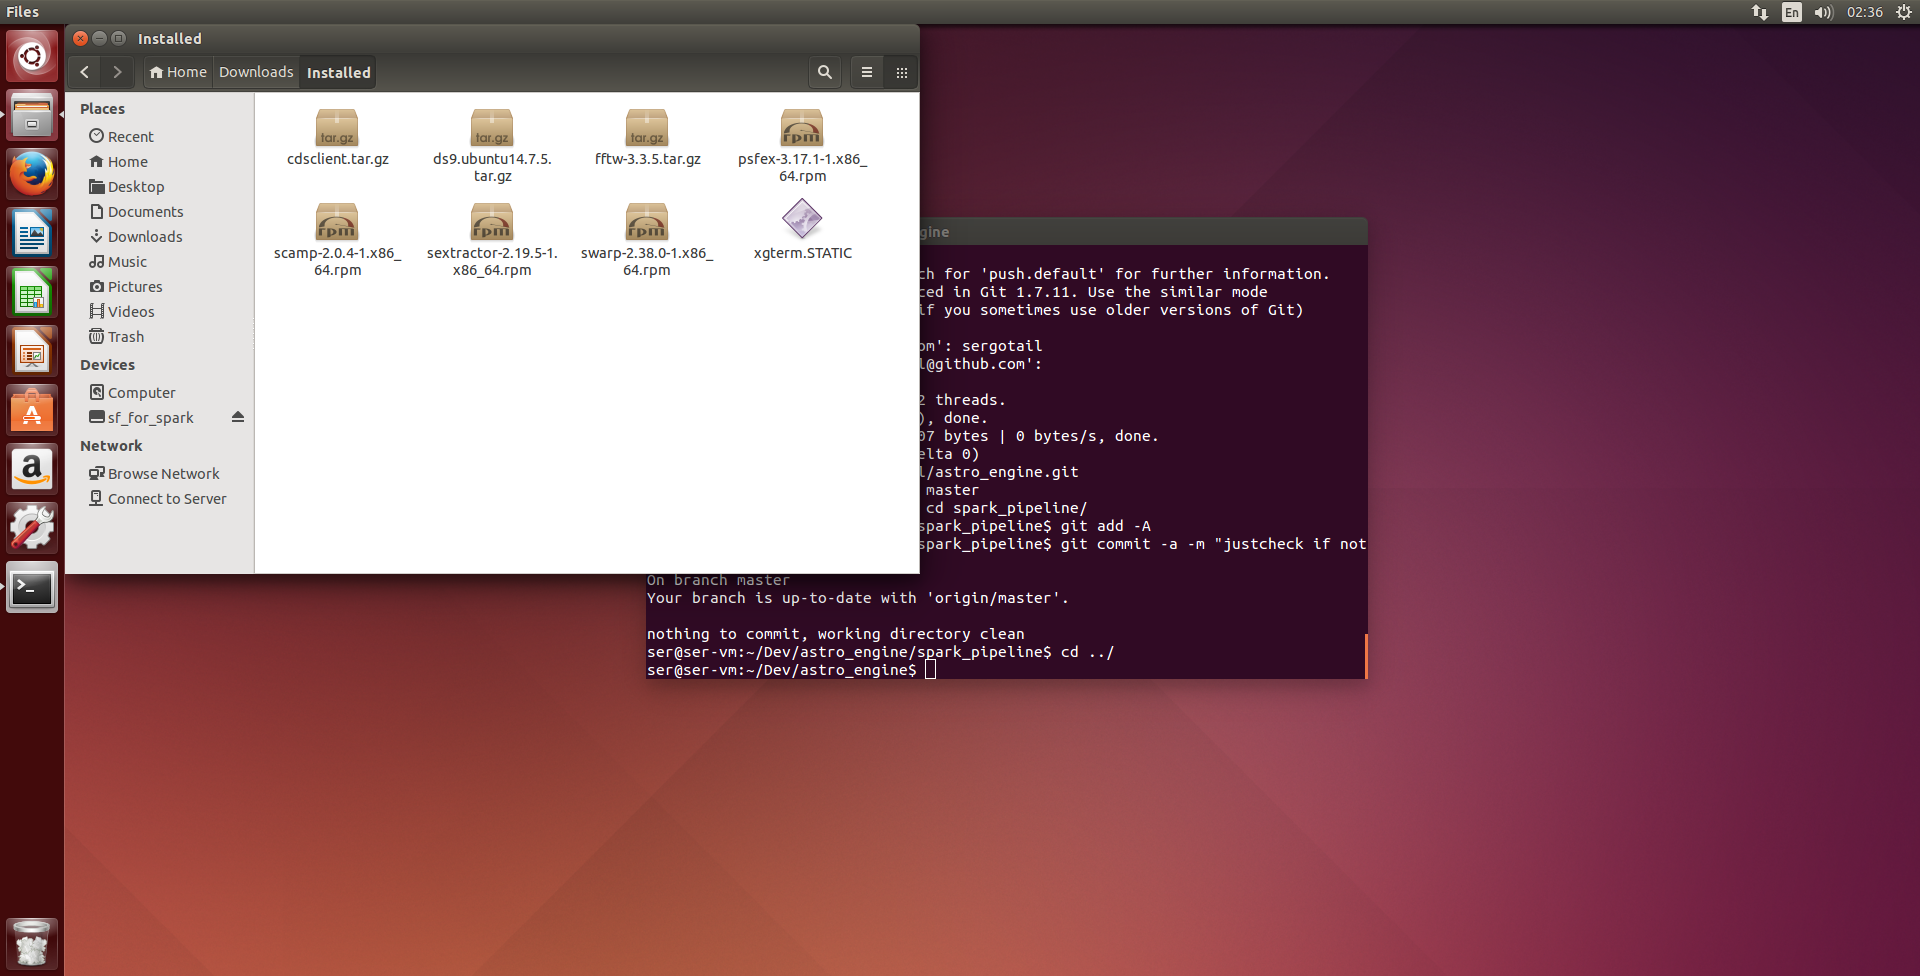 Files
En
02:36
Installed
Home
Downloads
Installed
Places
Recent
Home
Desktop
Documents
Downloads
Music
Pictures
Videos
Trash
Devices
Computer
sf_for_spark
Network
Browse Network
Connect to Server
tar.gz
cdsclient.tar.gz
tar.gz
ds9.ubuntu14.7.5.
tar.gz
tar.gz
fftw-3.3.5.tar.gz
rpm
psfex-3.17.1-1.x86_
64.rpm
rpm
scamp-2.0.4-1.x86_
64.rpm
rpm
sextractor-2.19.5-1.
x86_64.rpm
rpm
swarp-2.38.0-1.x86_
64.rpm
xgterm.STATIC
gine
ch for 'push.default' for further information.
ced in Git 1.7.11. Use the similar mode
if you sometimes use older versions of Git)
om': sergotail
l@github.com':
2 threads.
), done.
07 bytes | 0 bytes/s, done.
elta 0)
l/astro_engine.git
master
cd spark_pipeline/
spark_pipeline$ git add -A
spark_pipeline$ git commit -a -m "justcheck if not
On branch master
Your branch is up-to-date with 'origin/master'.
nothing to commit, working directory clean
ser@ser-vm:~/Dev/astro_engine/spark_pipeline$ cd ../
ser@ser-vm:~/Dev/astro_engine$